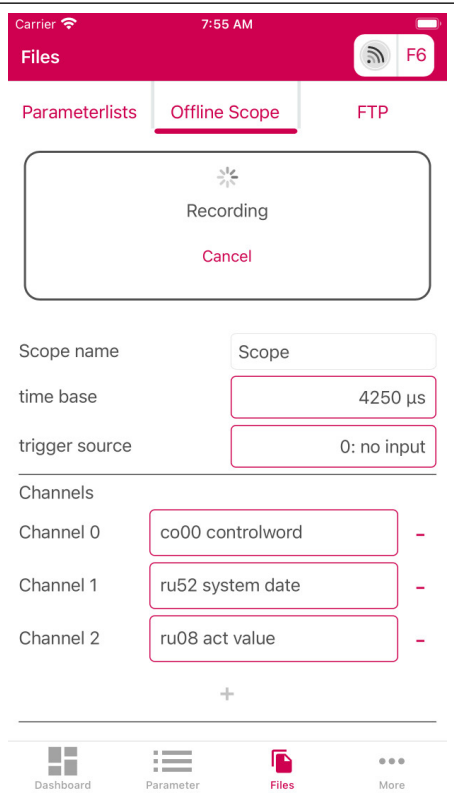 Carrier 7:55 AM
Files F6
Parameterlists Offline Scope FTP
Recording
Cancel
Scope name Scope
time base 4250 µs
trigger source 0: no input
Channels
Channel 0 co00 controlword -
Channel 1 ru52 system date -
Channel 2 ru08 act value -
+
Dashboard Parameter Files More